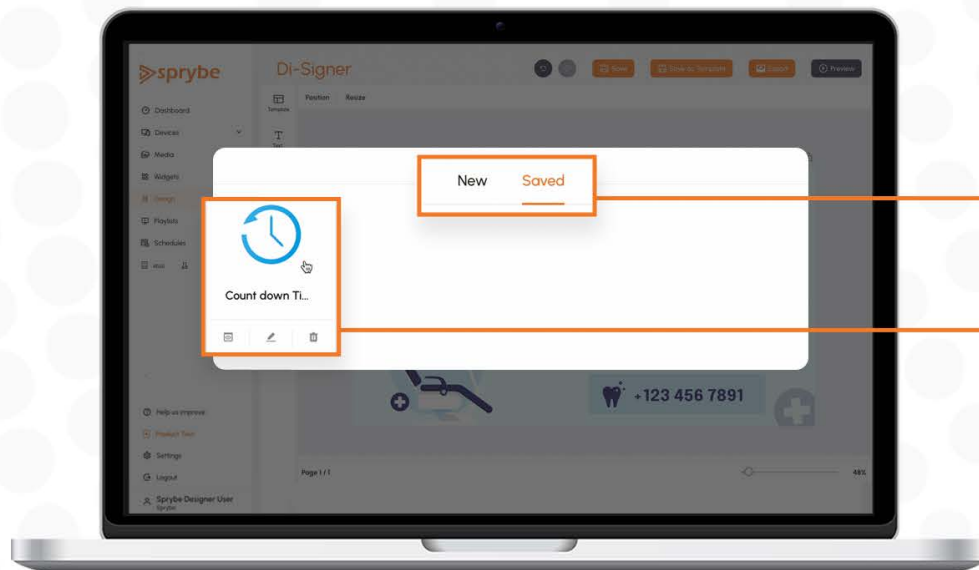 sprybe
Di-Signer
Save
Save as Template
Export
Preview
Template
Position Resize
Text
Dashboard
Devices
Media
Widgets
Design
Playlists
Schedules
New Saved
Count down Ti...
+123 456 7891
Help us improve
Product Tour
Settings
Logout
Sprybe Designer User
Sprybe
Page 1 / 1
48%